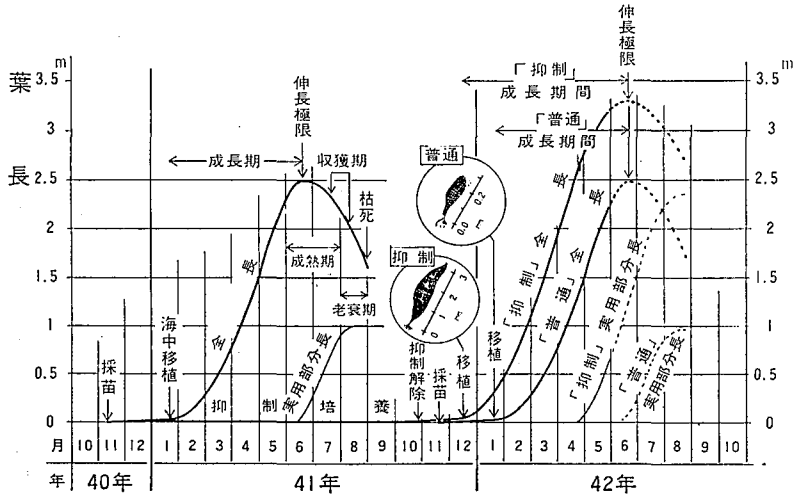 葉長
m
3.5
3
2.5
2
1.5
1
0.5
0
伸長極限
成長期
収獲期
枯死
成熟期
老衰期
全長
実用部分長
採苗
海中移植
抑制培養
普通
0.2
0.0
m
抑制
3
2
1
0
m
抑制解除
採苗
移植
移植
伸長極限
「抑制」
成長期間
「普通」
成長期間
「抑制」全長
「普通」全長
「抑制」実用部分長
「普通」
実用部分長
m
3.5
3
2.5
2
1.5
1
0.5
0
月 10 11 12 1 2 3 4 5 6 7 8 9 10 11 12 1 2 3 4 5 6 7 8 9 10
年 40年 41年 42年